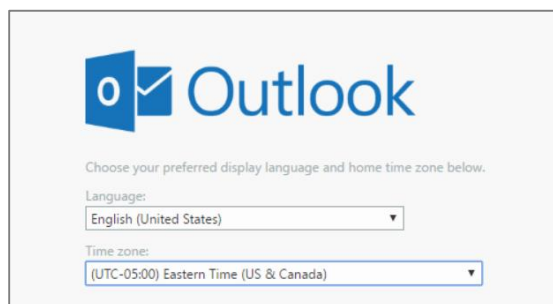 Outlook
Choose your preferred display language and home time zone below.
Language:
English (United States)
Time zone:
(UTC-05:00) Eastern Time (US & Canada)